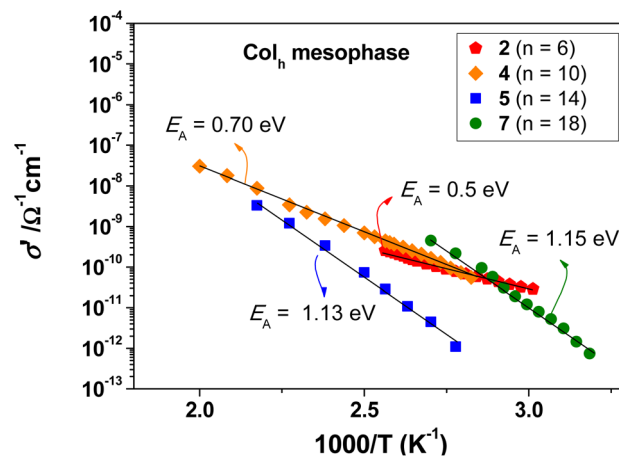 10⁻⁴
10⁻⁵
10⁻⁶
10⁻⁷
10⁻⁸
10⁻⁹
10⁻¹⁰
10⁻¹¹
10⁻¹²
10⁻¹³
σ' /Ω⁻¹cm⁻¹
Colₕ mesophase
2 (n = 6)
4 (n = 10)
5 (n = 14)
7 (n = 18)
E_A = 0.70 eV
E_A = 0.5 eV
E_A = 1.15 eV
E_A = 1.13 eV
2.0 2.5 3.0
1000/T (K⁻¹)